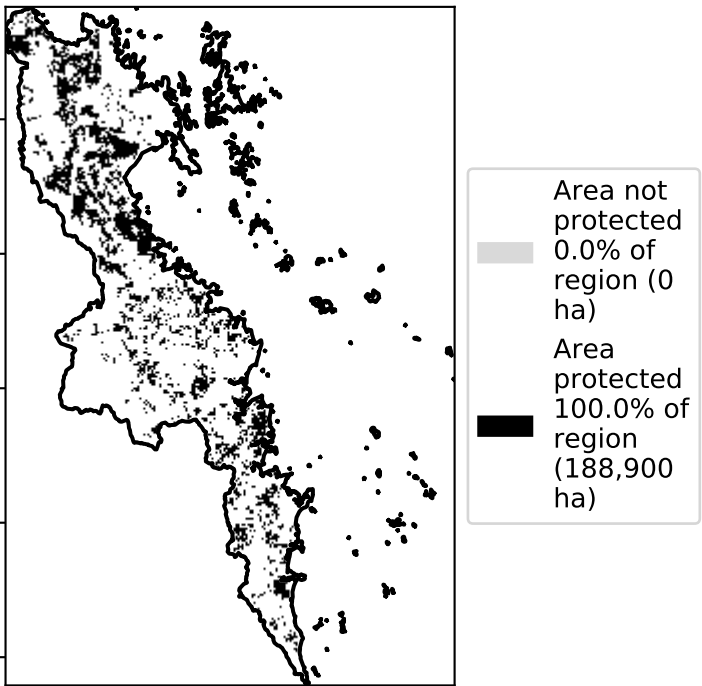 Area not
protected
0.0% of
region (0
ha)
Area
protected
100.0% of
region
(188,900
ha)